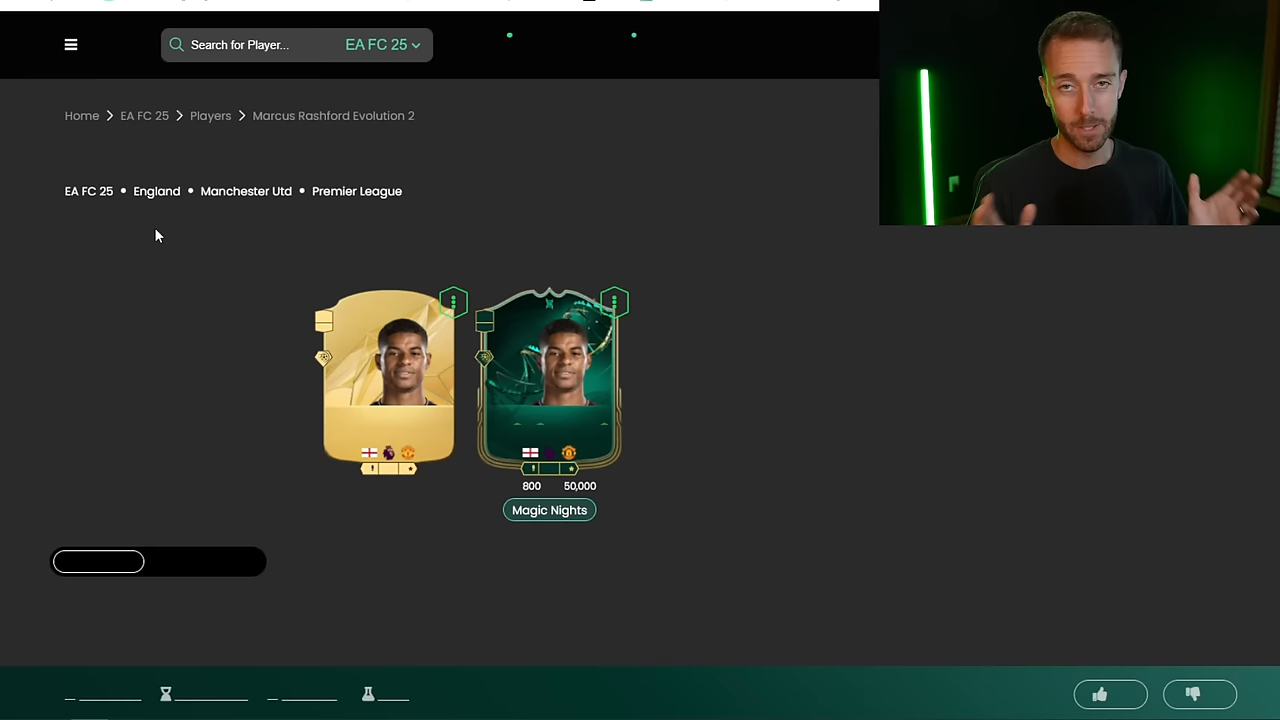 Search for Player... EA FC 25
Home EA FC 25 Players Marcus Rashford Evolution 2
EA FC 25 • England • Manchester Utd • Premier League
800 50,000
Magic Nights